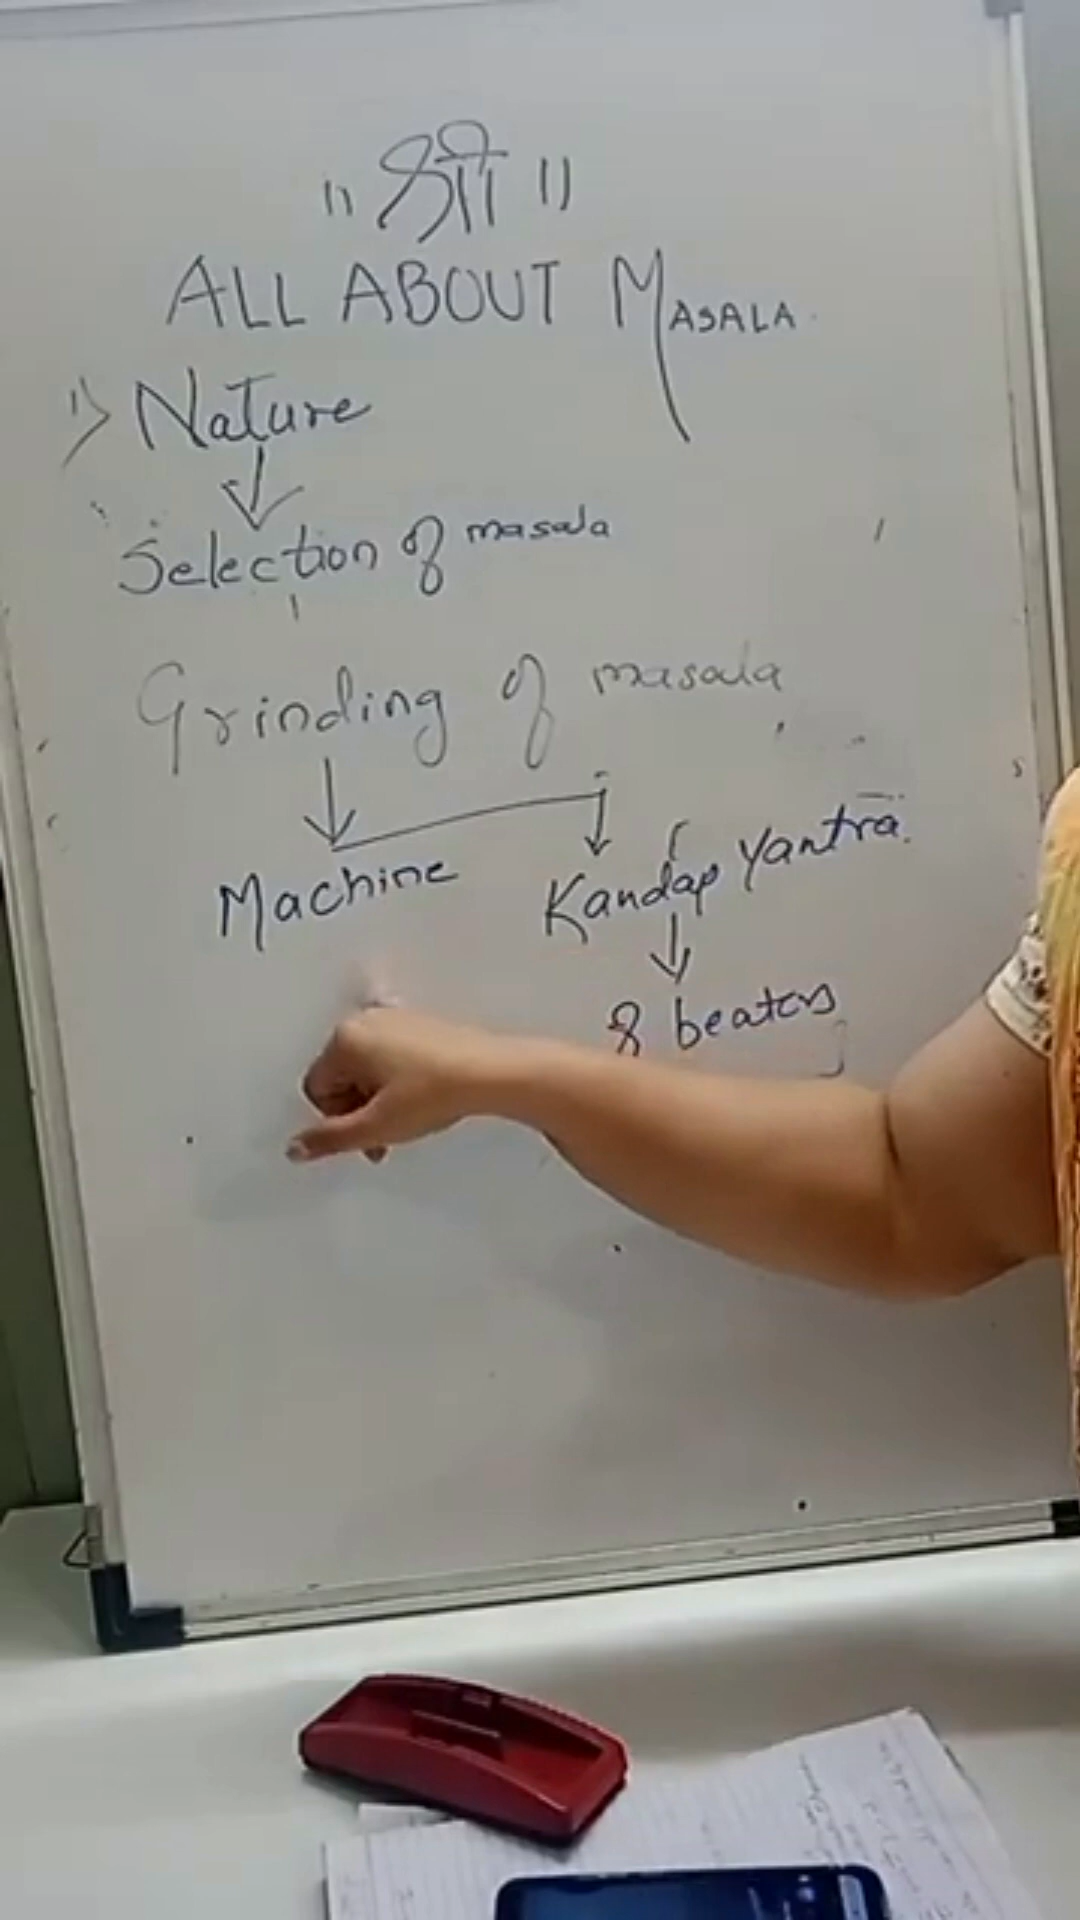 ॥ श्री ॥
ALL ABOUT MASALA
1> Nature
Selection of masala
Grinding of masala
Machine Kandap Yantra
8 beaters